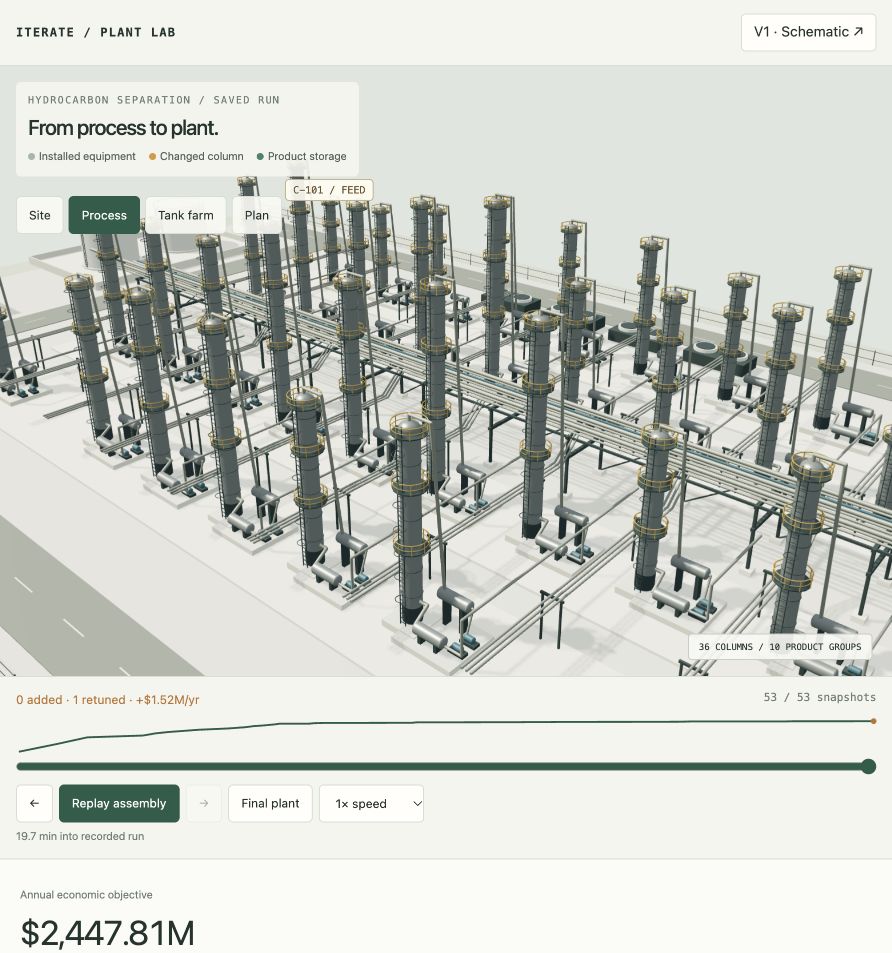 ITERATE / PLANT LAB
V1 · Schematic ↗
HYDROCARBON SEPARATION / SAVED RUN
From process to plant.
Installed equipment Changed column Product storage
C-101 / FEED
Site Process Tank farm Plan
36 COLUMNS / 10 PRODUCT GROUPS
0 added · 1 retuned · +$1.52M/yr
53 / 53 snapshots
← Replay assembly → Final plant 1× speed
19.7 min into recorded run
Annual economic objective
$2,447.81M